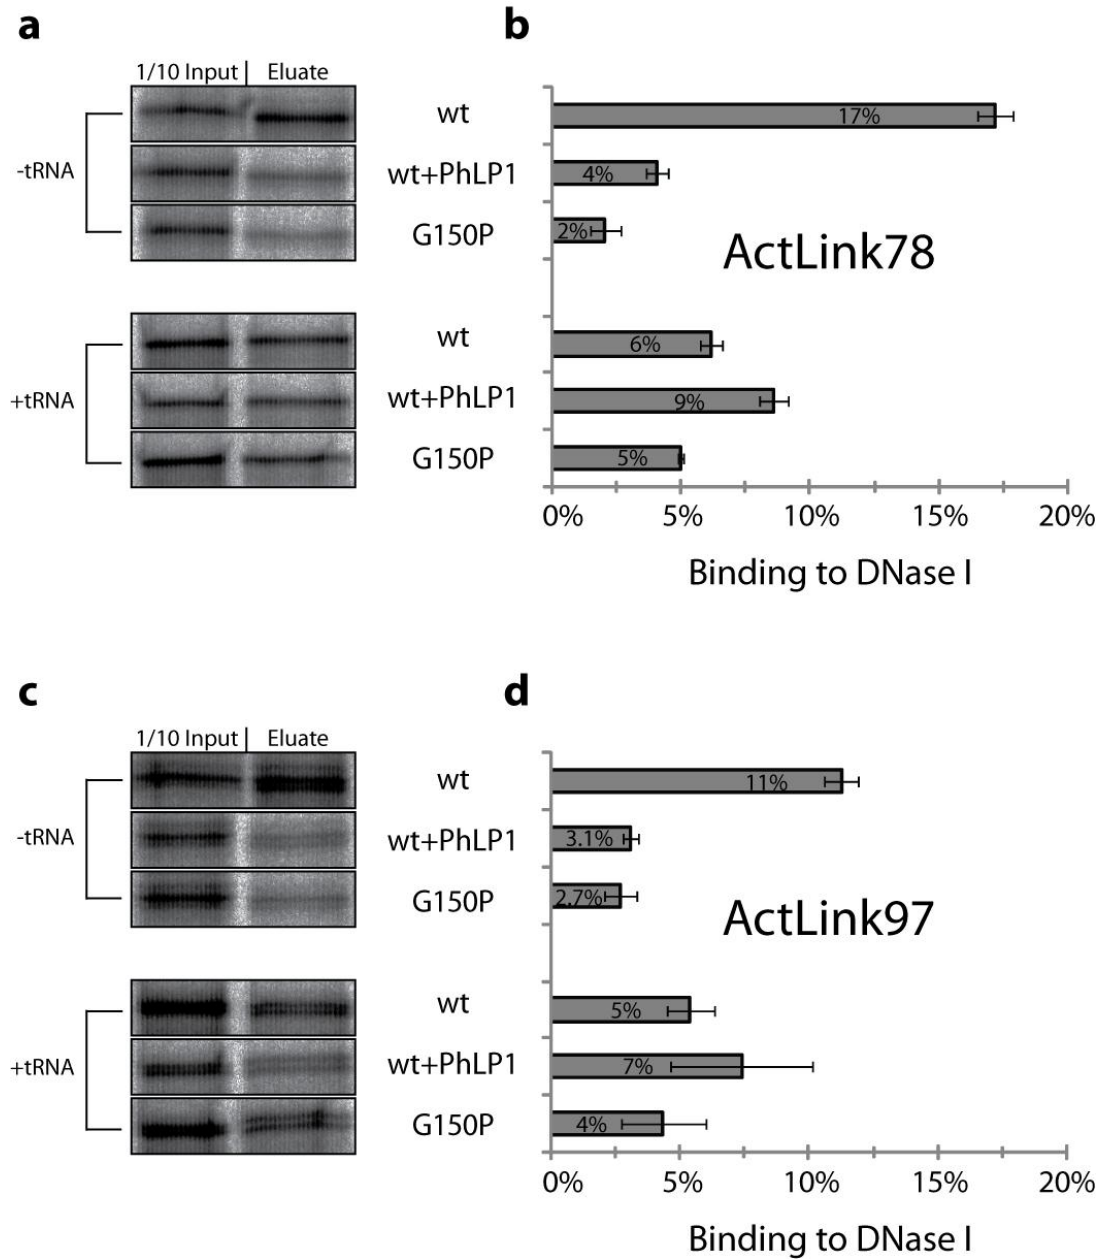 a
1/10 Input | Eluate
-tRNA
+tRNA
b
wt
17%
wt+PhLP1
4%
G150P
2%
ActLink78
wt
6%
wt+PhLP1
9%
G150P
5%
0% 5% 10% 15% 20%
Binding to DNase I
c
1/10 Input | Eluate
-tRNA
+tRNA
d
wt
11%
wt+PhLP1
3.1%
G150P
2.7%
ActLink97
wt
5%
wt+PhLP1
7%
G150P
4%
0% 5% 10% 15% 20%
Binding to DNase I